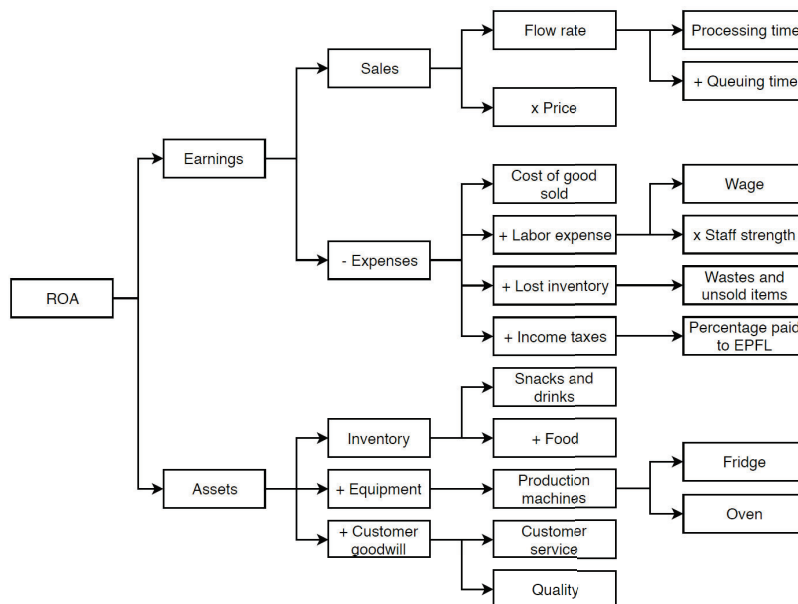 Flow rate
Processing time
Sales
+ Queuing time
x Price
Earnings
Cost of good
sold
Wage
+ Labor expense
x Staff strength
- Expenses
+ Lost inventory
Wastes and
unsold items
ROA
+ Income taxes
Percentage paid
to EPFL
Snacks and
drinks
Inventory
+ Food
Fridge
Assets
+ Equipment
Production
machines
Oven
+ Customer
goodwill
Customer
service
Quality